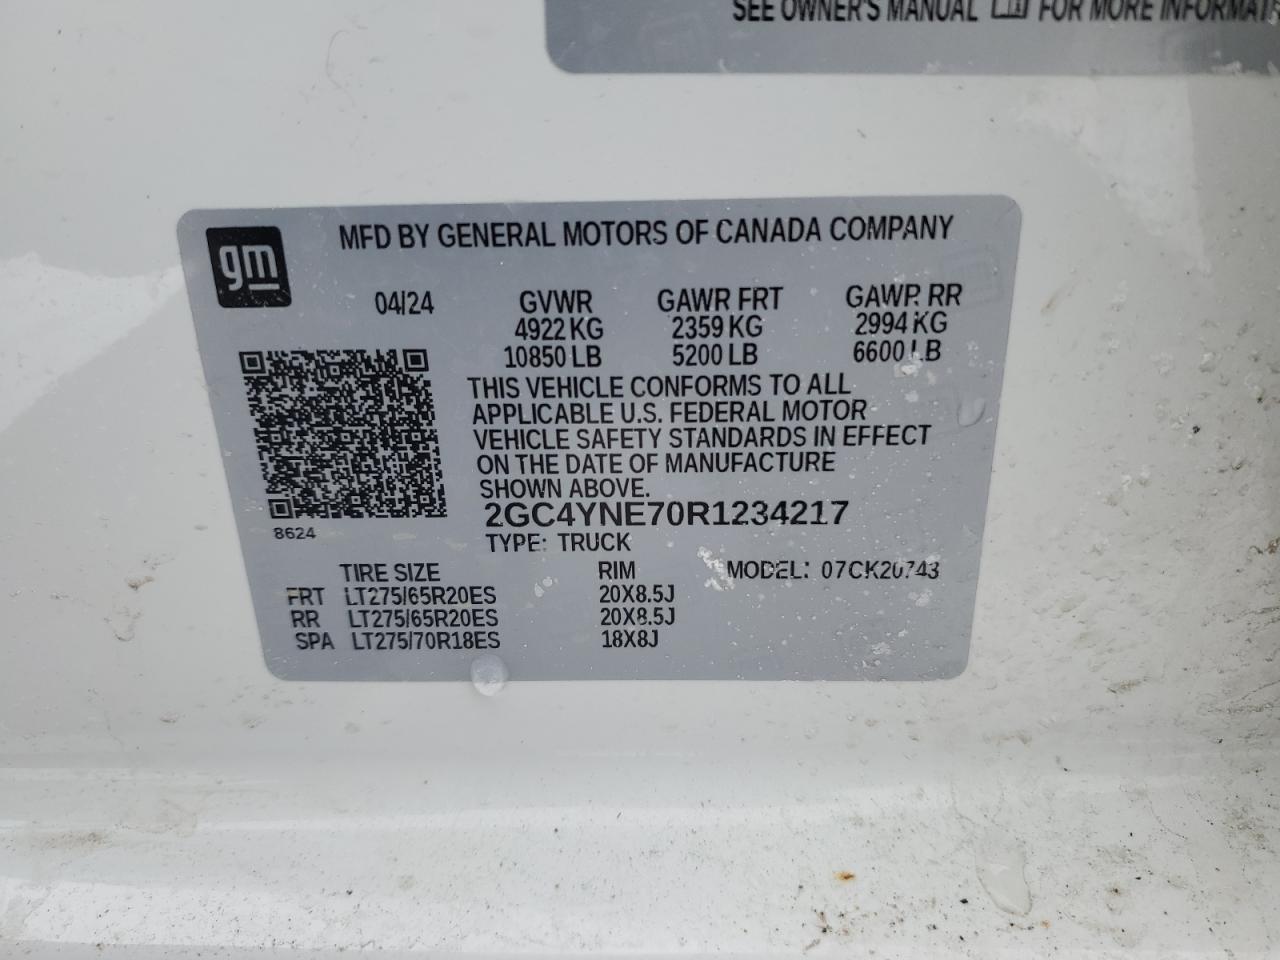 SEE OWNER'S MANUAL FOR MORE INFORMATI
gm
MFD BY GENERAL MOTORS OF CANADA COMPANY
04/24 GVWR GAWR FRT GAWR RR
4922 KG 2359 KG 2994 KG
10850 LB 5200 LB 6600 LB
THIS VEHICLE CONFORMS TO ALL
APPLICABLE U.S. FEDERAL MOTOR
VEHICLE SAFETY STANDARDS IN EFFECT
ON THE DATE OF MANUFACTURE
SHOWN ABOVE.
8624
2GC4YNE70R1234217
TYPE: TRUCK
TIRE SIZE RIM MODEL: 07CK20743
FRT LT275/65R20ES 20X8.5J
RR LT275/65R20ES 20X8.5J
SPA LT275/70R18ES 18X8J